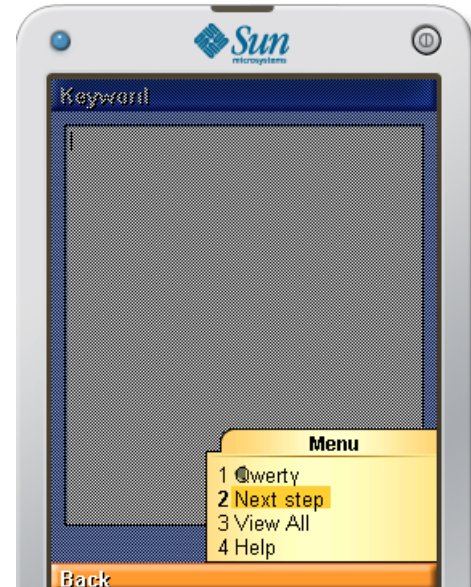 Sun
microsystems
Keyword
Menu
1 Qwerty
2 Next step
3 View All
4 Help
Back